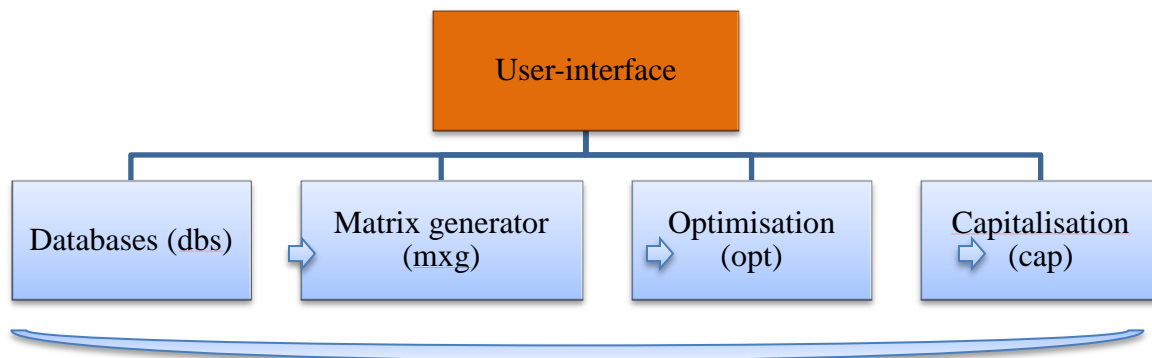 User-interface
Databases (dbs)
Matrix generator
(mxg)
Optimisation
(opt)
Capitalisation
(cap)